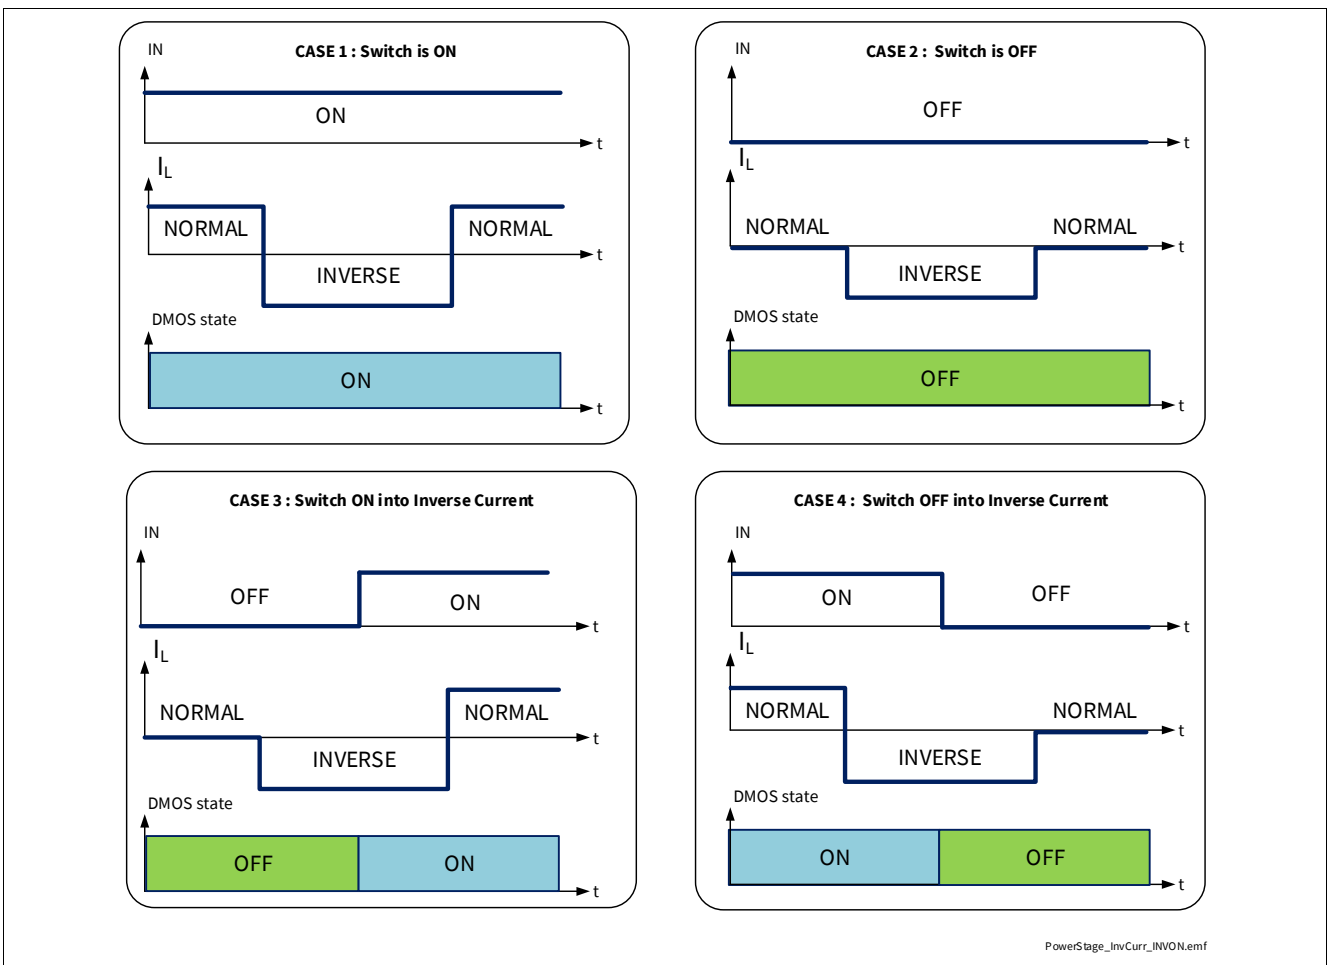 CASE 1 : Switch is ON
IN
ON
t
IL
NORMAL
NORMAL
INVERSE
t
DMOS state
ON
t
CASE 2 : Switch is OFF
IN
OFF
t
IL
NORMAL
NORMAL
INVERSE
t
DMOS state
OFF
t
CASE 3 : Switch ON into Inverse Current
IN
OFF
ON
t
IL
NORMAL
NORMAL
INVERSE
t
DMOS state
OFF
ON
t
CASE 4 : Switch OFF into Inverse Current
IN
ON
OFF
t
IL
NORMAL
NORMAL
INVERSE
t
DMOS state
ON
OFF
t
PowerStage_InvCurr_INVON.emf